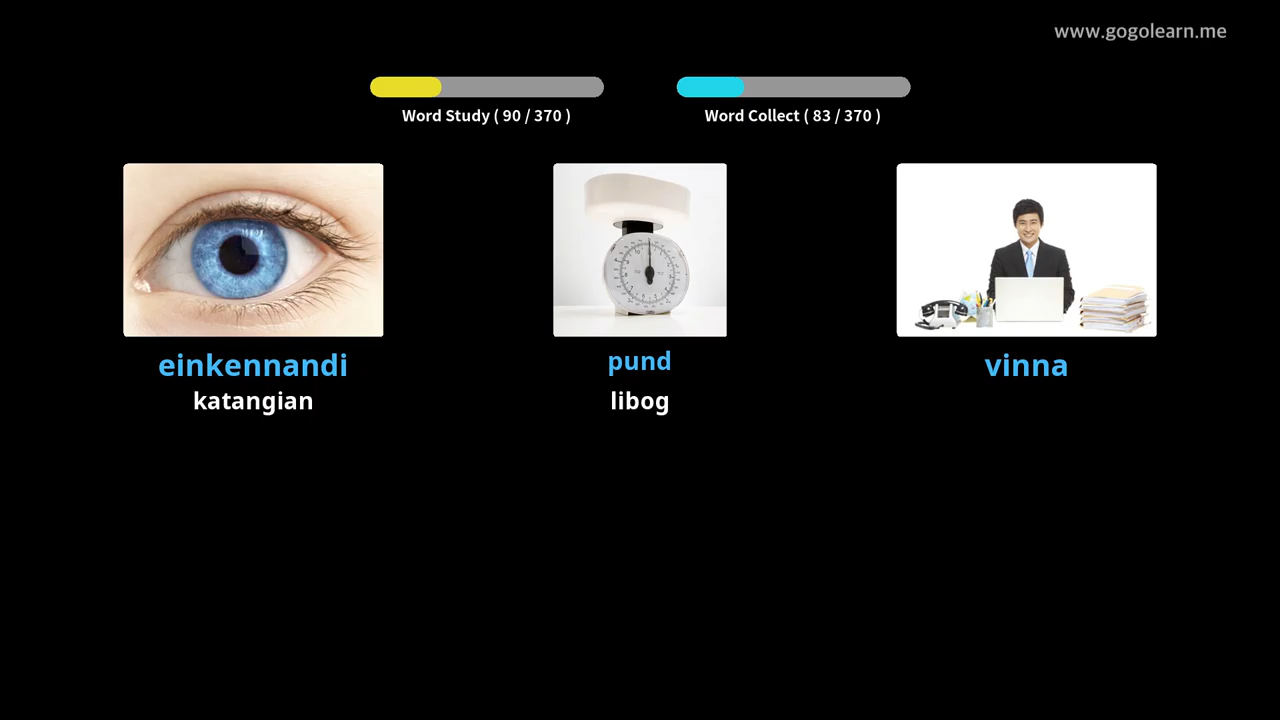 www.gogolearn.me
Word Study ( 90 / 370 )
Word Collect ( 83 / 370 )
einkennandi
katangian
pund
libog
vinna